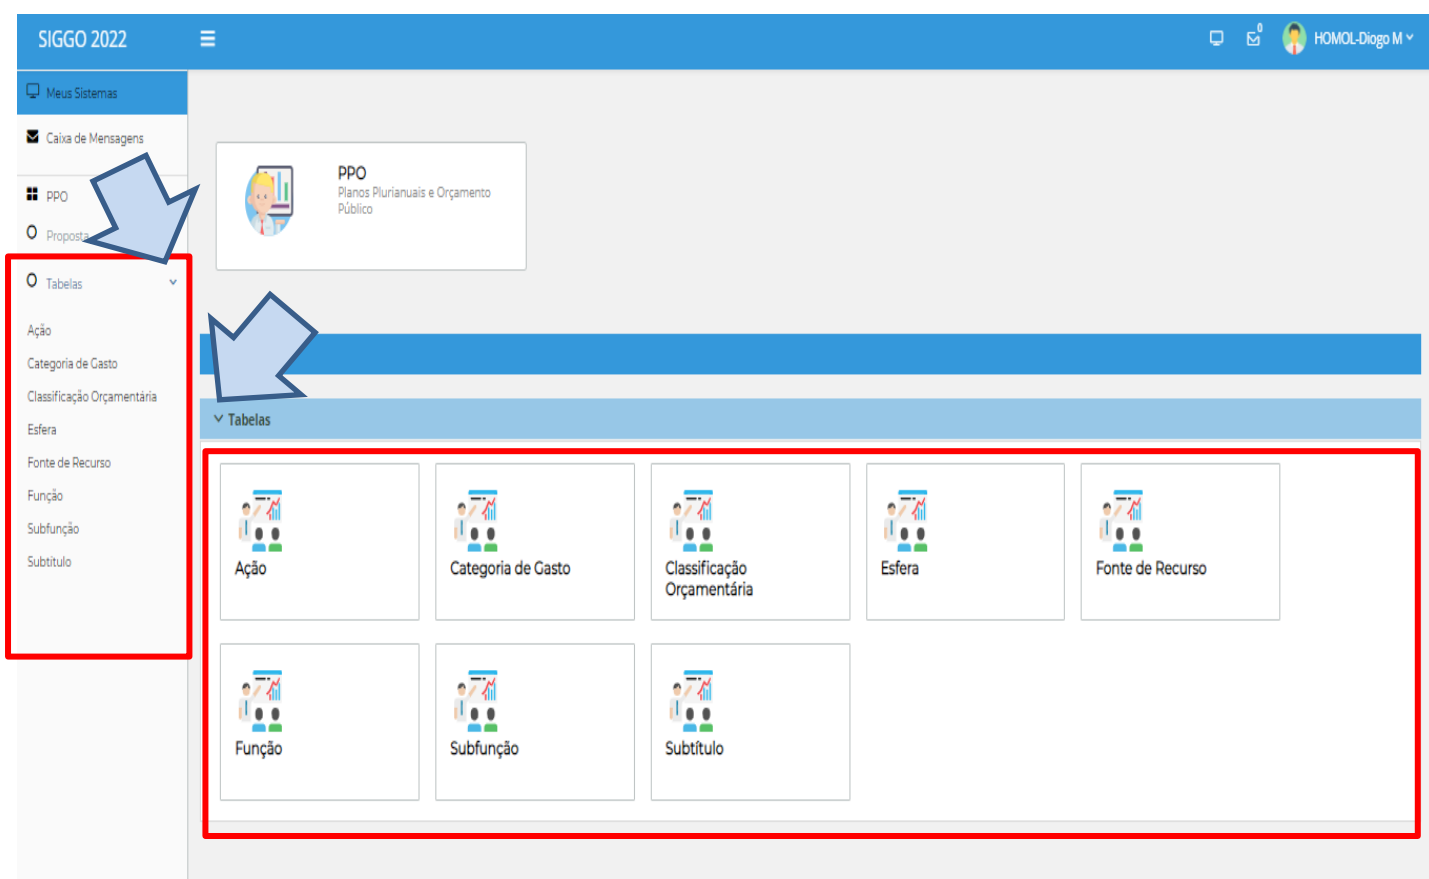 SIGGO 2022
0
HOMOL-Diogo M
Meus Sistemas
Caixa de Mensagens
PPO
Proposta
Tabelas
Ação
Categoria de Gasto
Classificação Orçamentária
Esfera
Fonte de Recurso
Função
Subfunção
Subtítulo
PPO
Planos Plurianuais e Orçamento
Público
Tabelas
Ação
Categoria de Gasto
Classificação
Orçamentária
Esfera
Fonte de Recurso
Função
Subfunção
Subtítulo